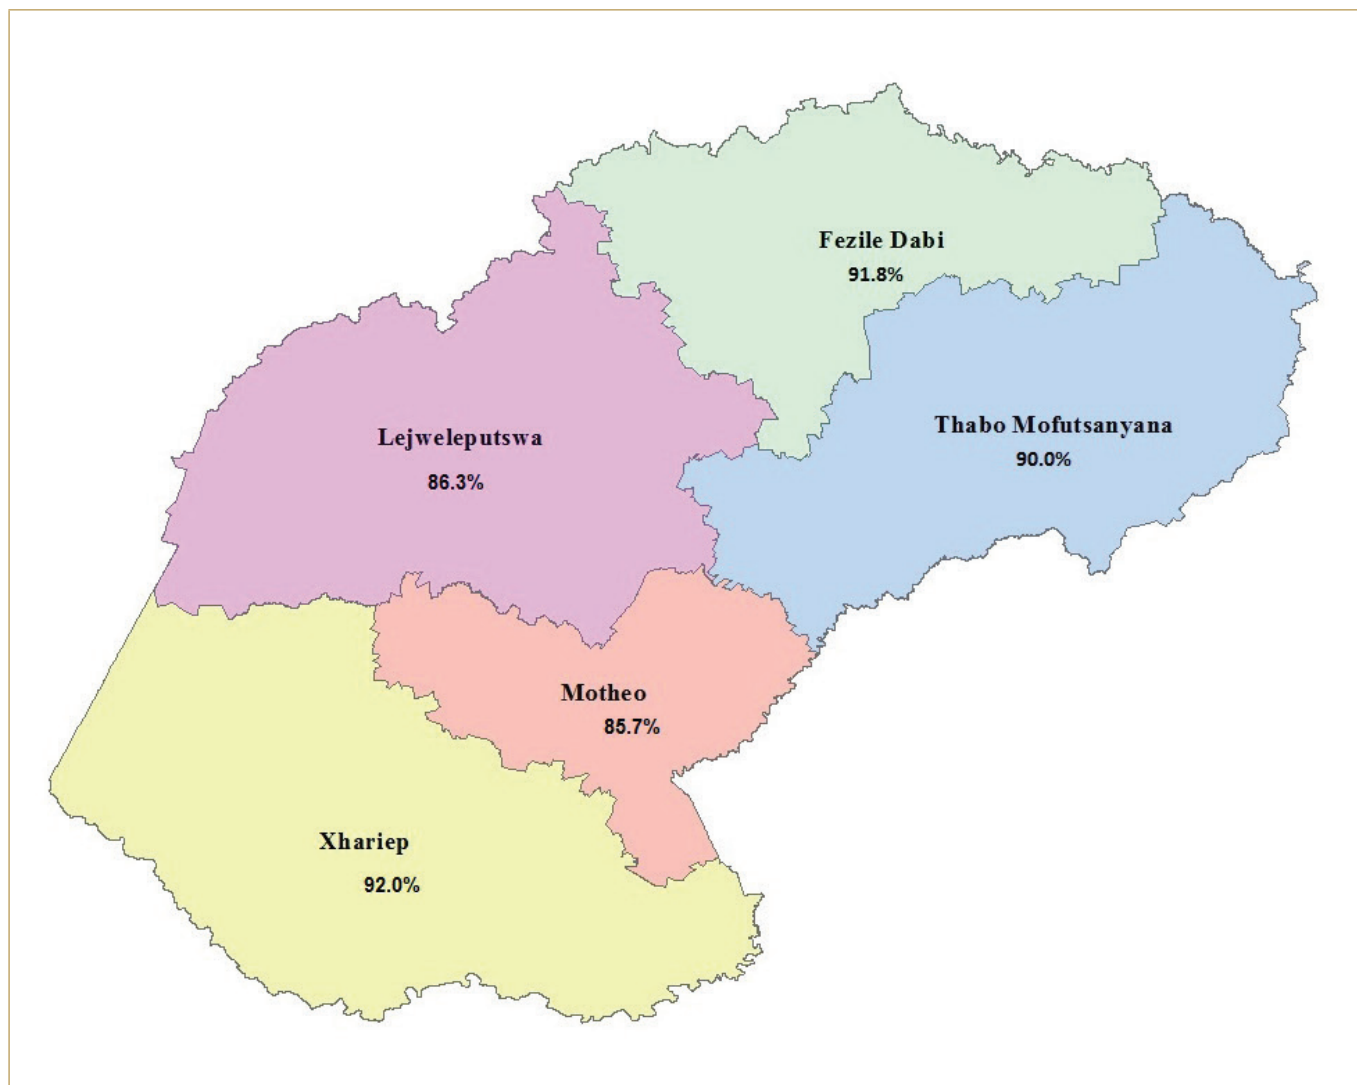 Fezile Dabi
91.8%
Thabo Mofutsanyana
90.0%
Lejweleputswa
86.3%
Motheo
85.7%
Xhariep
92.0%